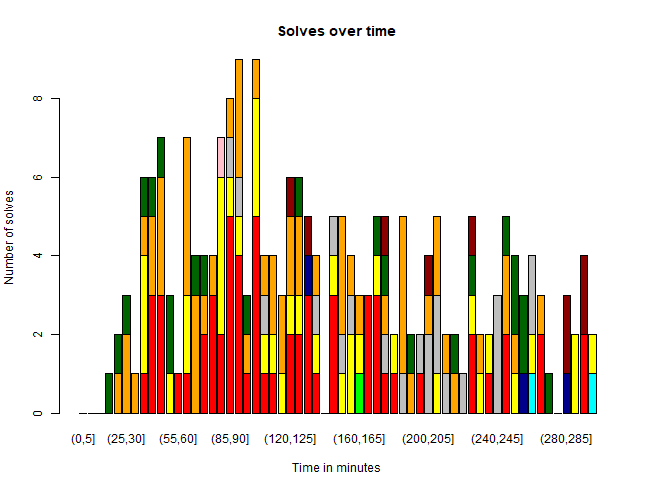 Solves over time
Number of solves
8
6
4
2
0
(0,5] (25,30] (55,60] (85,90] (120,125] (160,165] (200,205] (240,245] (280,285]
Time in minutes